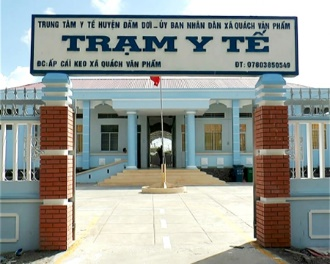 TRUNG TÂM Y TẾ HUYỆN ĐẦM DƠI - ỦY BAN NHÂN DÂN XÃ QUÁCH VĂN PHẨM
TRẠM Y TẾ
ĐC: ẤP CÁI KEO XÃ QUÁCH VĂN PHẨM ĐT: 07803850549